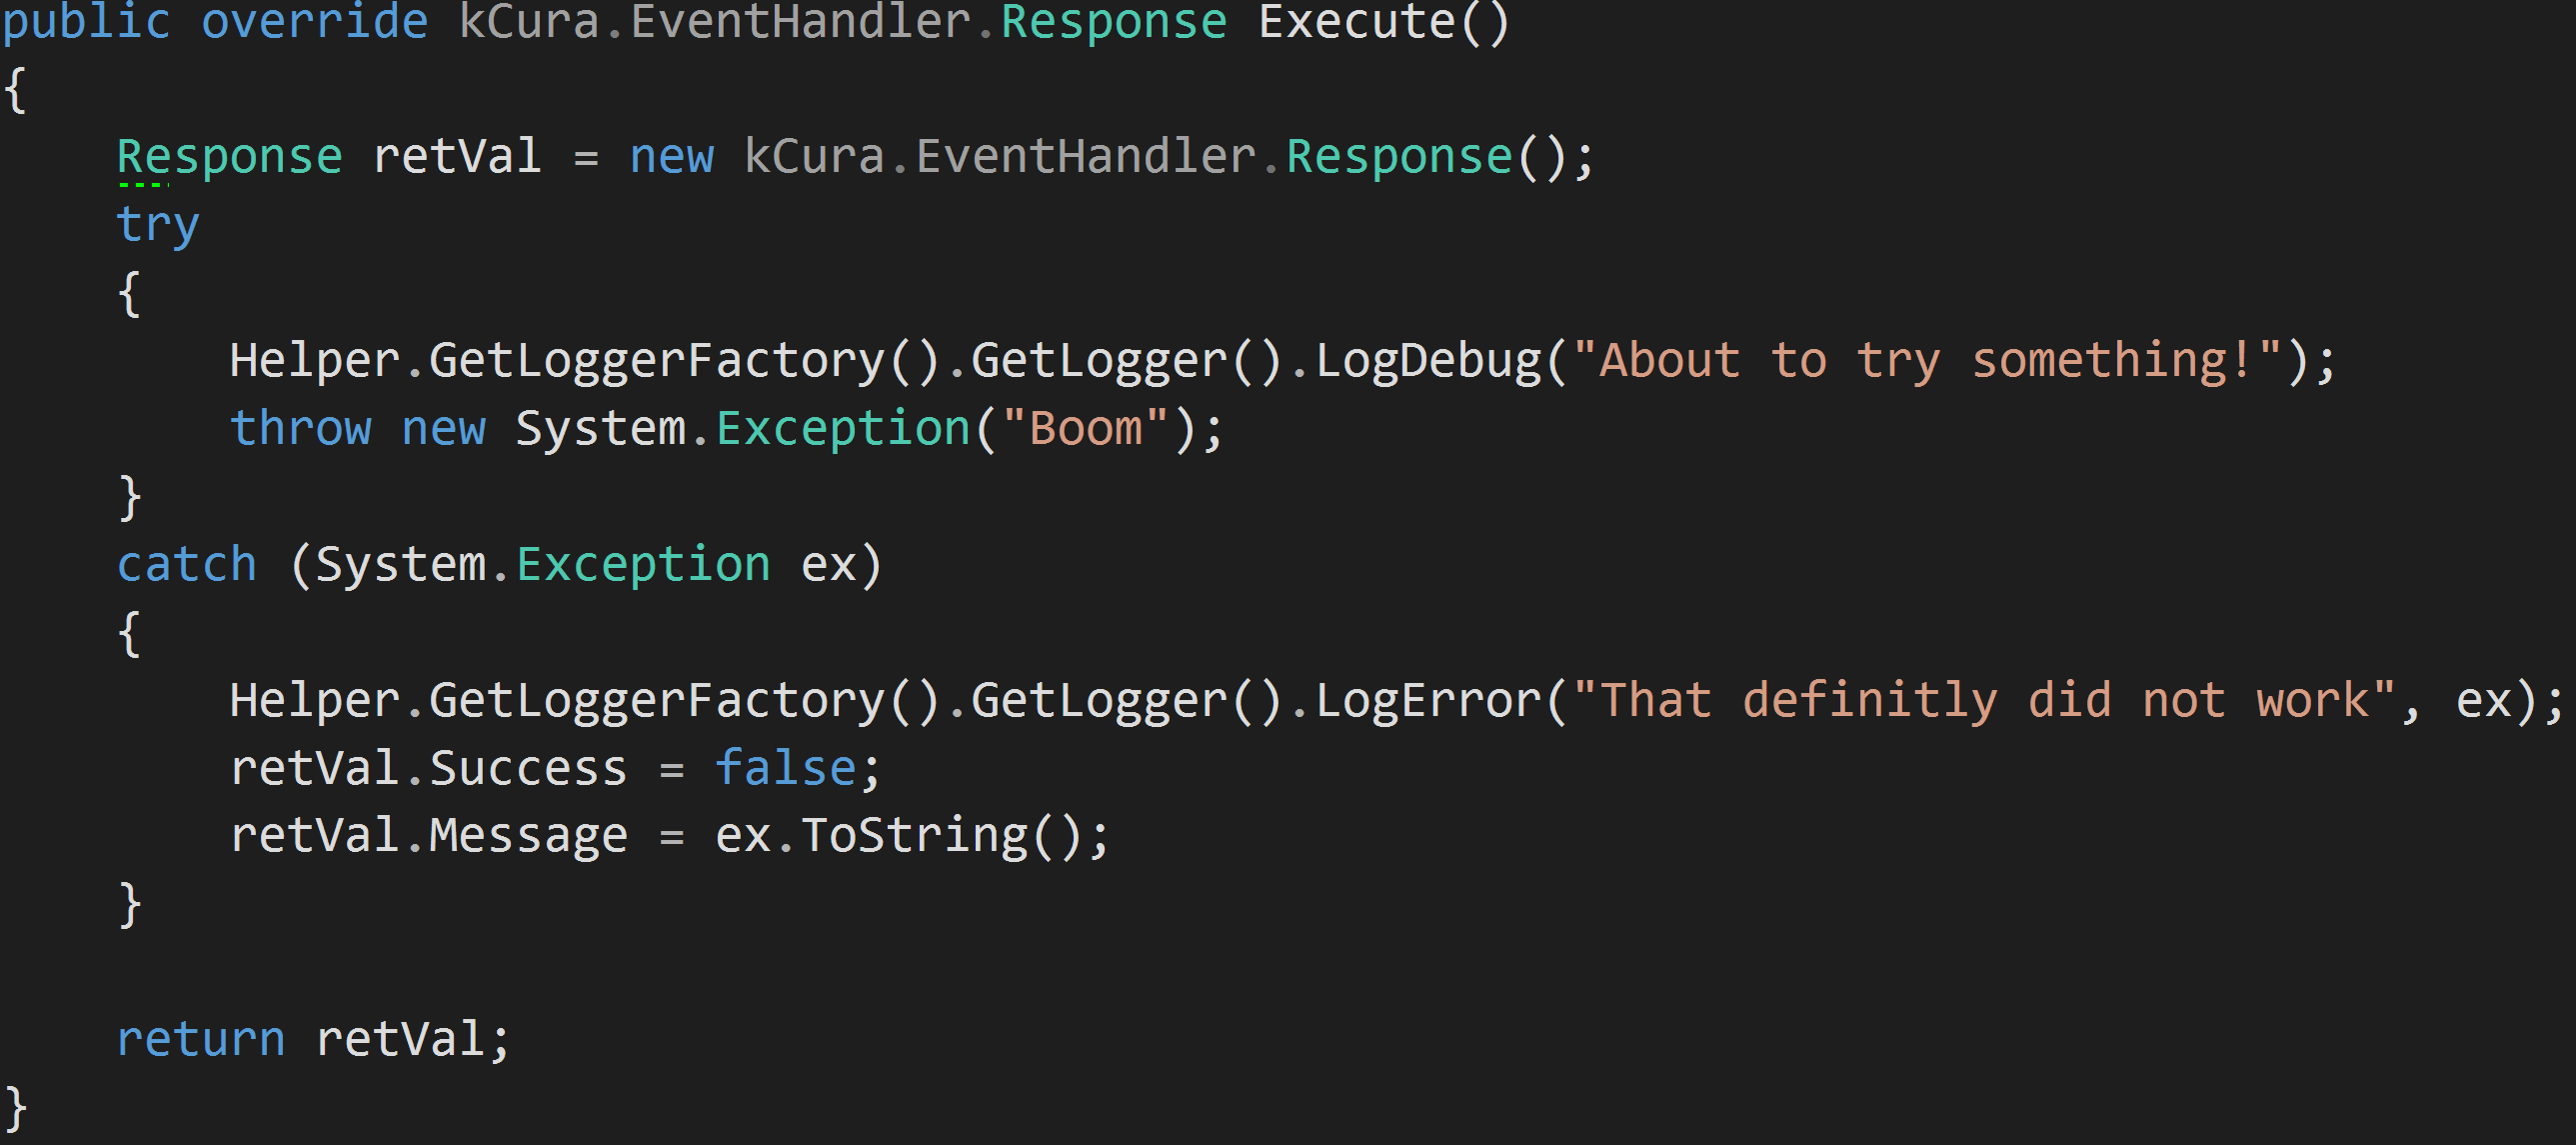 public override kCura.EventHandler.Response Execute()
{
    Response retVal = new kCura.EventHandler.Response();
    try
    {
        Helper.GetLoggerFactory().GetLogger().LogDebug("About to try something!");
        throw new System.Exception("Boom");
    }
    catch (System.Exception ex)
    {
        Helper.GetLoggerFactory().GetLogger().LogError("That definitly did not work", ex);
        retVal.Success = false;
        retVal.Message = ex.ToString();
    }

    return retVal;
}